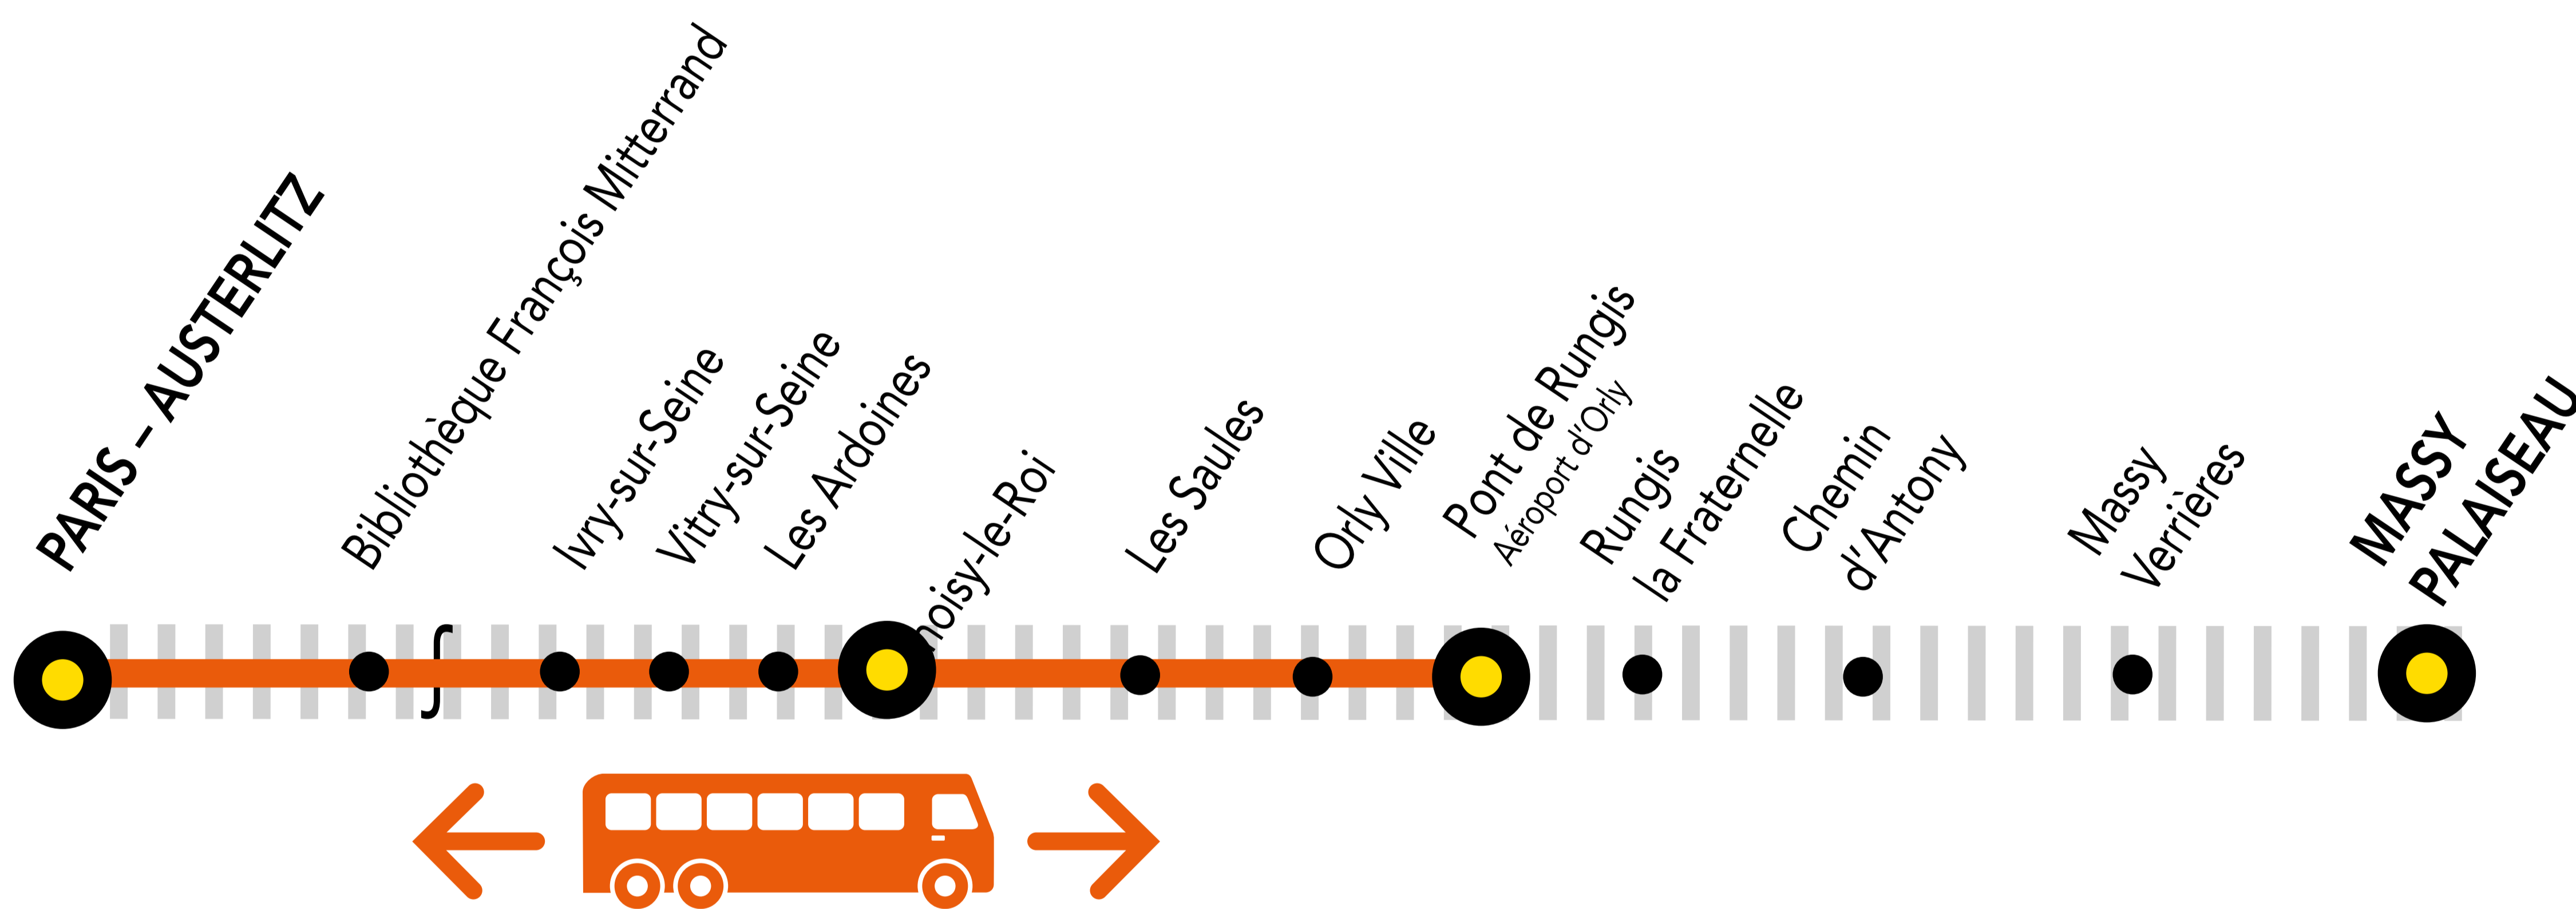 PARIS – AUSTERLITZ
Bibliothèque François Mitterrand
Ivry-sur-Seine
Vitry-sur-Seine
Les Ardoines
noisy-le-Roi
Les Saules
Orly Ville
Pont de Rungis
Aéroport d'Orly
Rungis
la Fraternelle
Chemin
d'Antony
Massy
Verrières
MASSY
PALAISEAU